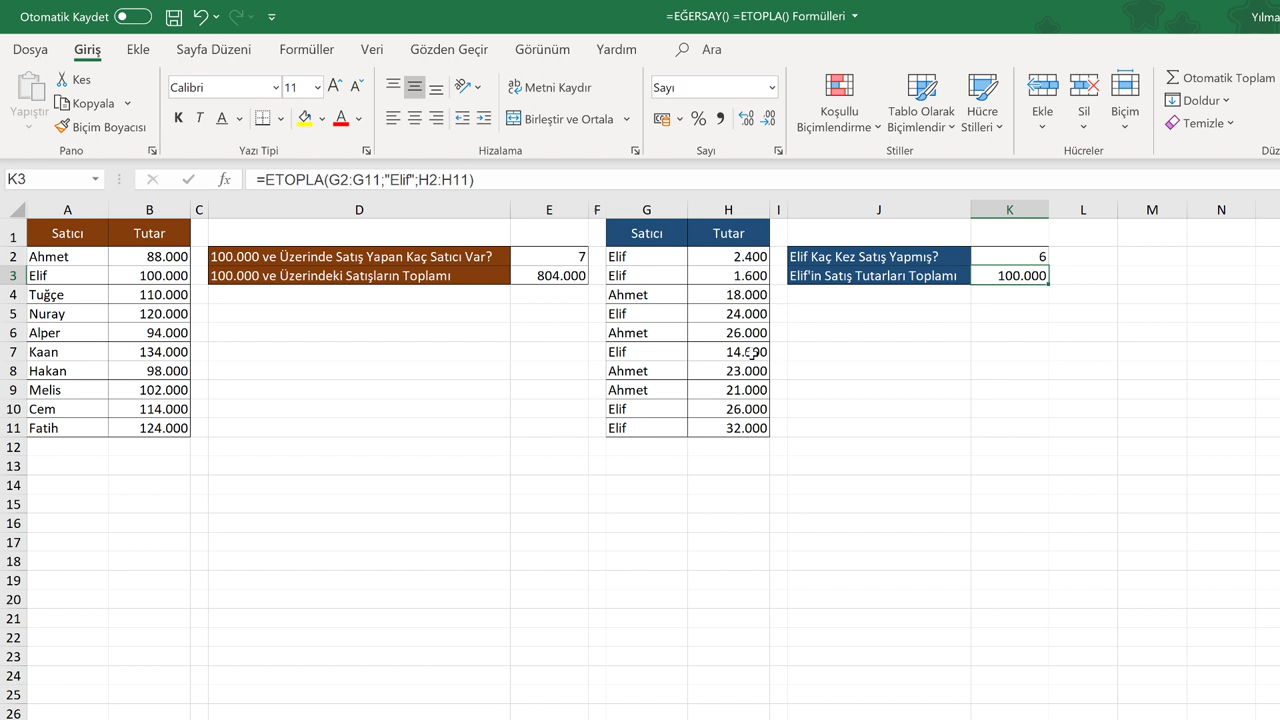 Otomatik Kaydet =EĞERSAY() =ETOPLA() Formülleri Yılma
Dosya Giriş Ekle Sayfa Düzeni Formüller Veri Gözden Geçir Görünüm Yardım Ara
Yapıştır
Kes
Kopyala
Biçim Boyacısı
Pano
Calibri 11
K T A A
Yazı Tipi
Metni Kaydır
Birleştir ve Ortala
Hizalama
Sayı
Sayı
Koşullu Biçimlendirme
Tablo Olarak Biçimlendir
Hücre Stilleri
Stiller
Ekle Sil Biçim
Hücreler
Otomatik Toplam
Doldur
Temizle
Düz
K3 fx =ETOPLA(G2:G11;"Elif";H2:H11)
A B C D E F G H I J K L M N
1 Satıcı Tutar Satıcı Tutar
2 Ahmet 88.000 100.000 ve Üzerinde Satış Yapan Kaç Satıcı Var? 7 Elif 2.400 Elif Kaç Kez Satış Yapmış? 6
3 Elif 100.000 100.000 ve Üzerindeki Satışların Toplamı 804.000 Elif 1.600 Elif'in Satış Tutarları Toplamı 100.000
4 Tuğçe 110.000 Ahmet 18.000
5 Nuray 120.000 Elif 24.000
6 Alper 94.000 Ahmet 26.000
7 Kaan 134.000 Elif
8 Hakan 98.000 Ahmet 23.000
9 Melis 102.000 Ahmet 21.000
10 Cem 114.000 Elif 26.000
11 Fatih 124.000 Elif 32.000
12
13
14
15
16
17
18
19
20
21
22
23
24
25
26